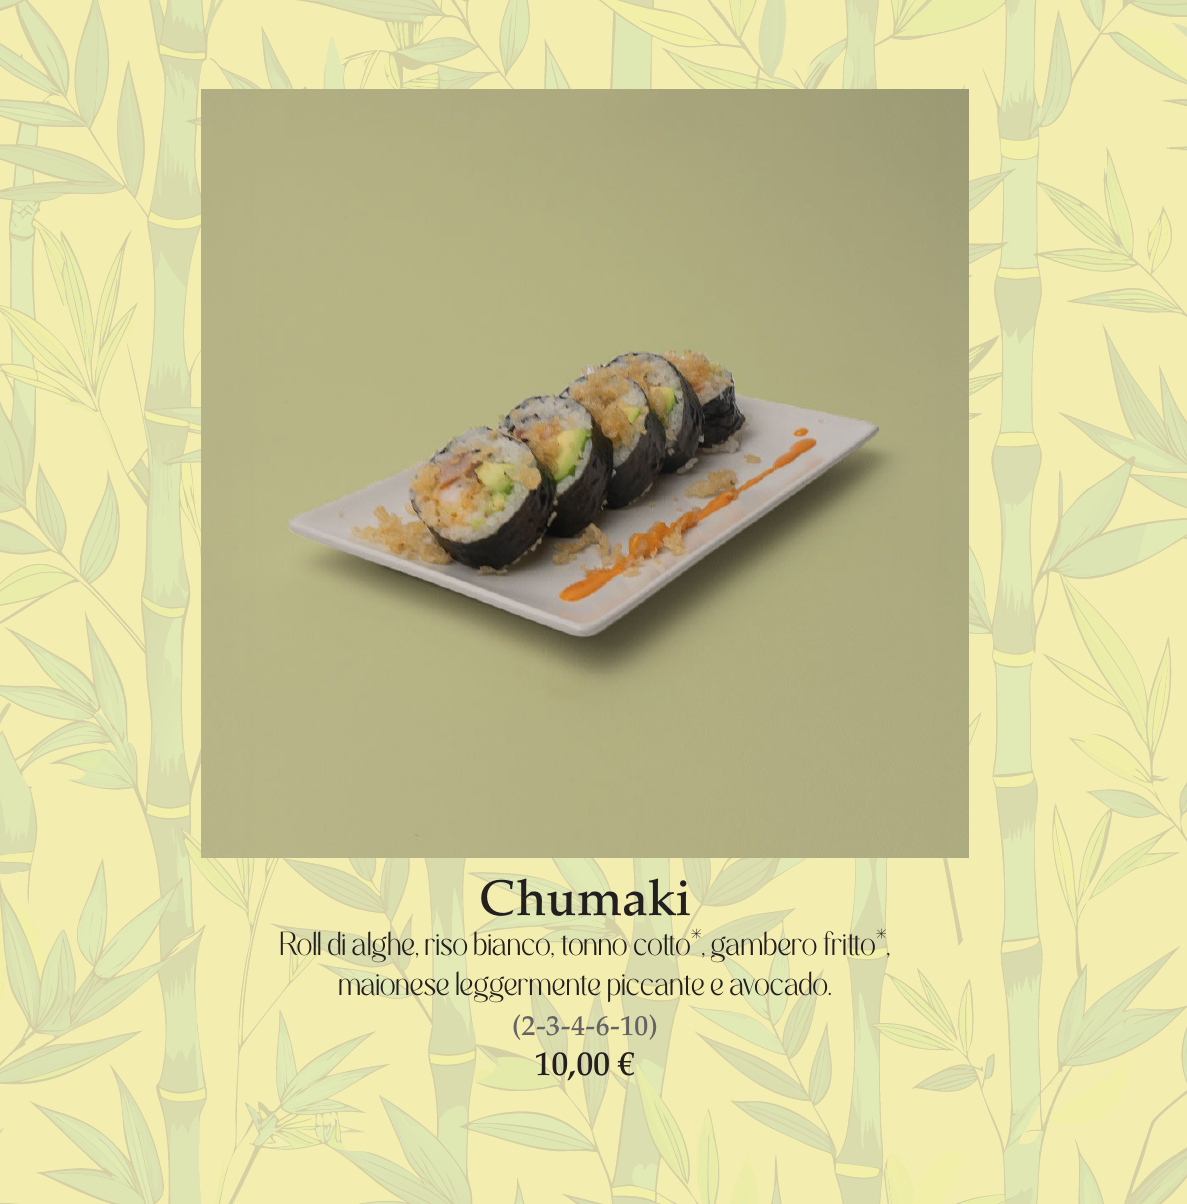 Chumaki
Roll di alghe, riso bianco, tonno cotto*, gambero fritto*,
maionese leggermente piccante e avocado.
(2-3-4-6-10)
10,00 €